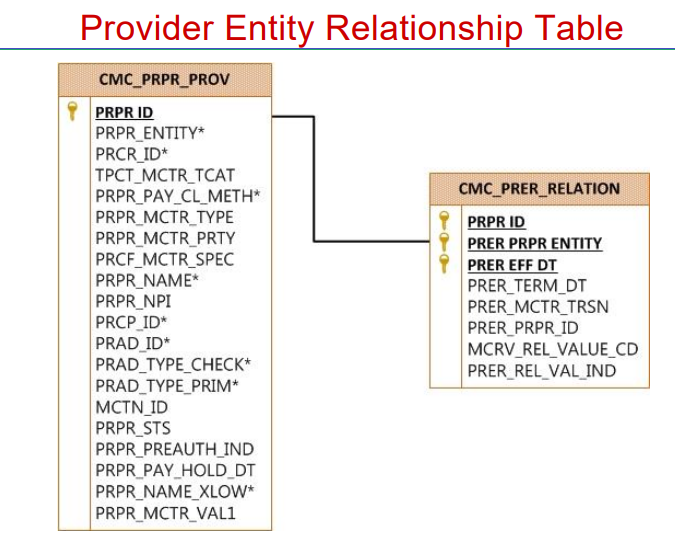 Provider Entity Relationship Table
CMC_PRPR_PROV
PRPR ID
PRPR_ENTITY*
PRCR_ID*
TPCT_MCTR_TCAT
PRPR_PAY_CL_METH*
PRPR_MCTR_TYPE
PRPR_MCTR_PRTY
PRCF_MCTR_SPEC
PRPR_NAME*
PRPR_NPI
PRCP_ID*
PRAD_ID*
PRAD_TYPE_CHECK*
PRAD_TYPE_PRIM*
MCTN_ID
PRPR_STS
PRPR_PREAUTH_IND
PRPR_PAY_HOLD_DT
PRPR_NAME_XLOW*
PRPR_MCTR_VAL1
CMC_PRER_RELATION
PRPR ID
PRER PRPR ENTITY
PRER EFF DT
PRER_TERM_DT
PRER_MCTR_TRSN
PRER_PRPR_ID
MCRV_REL_VALUE_CD
PRER_REL_VAL_IND